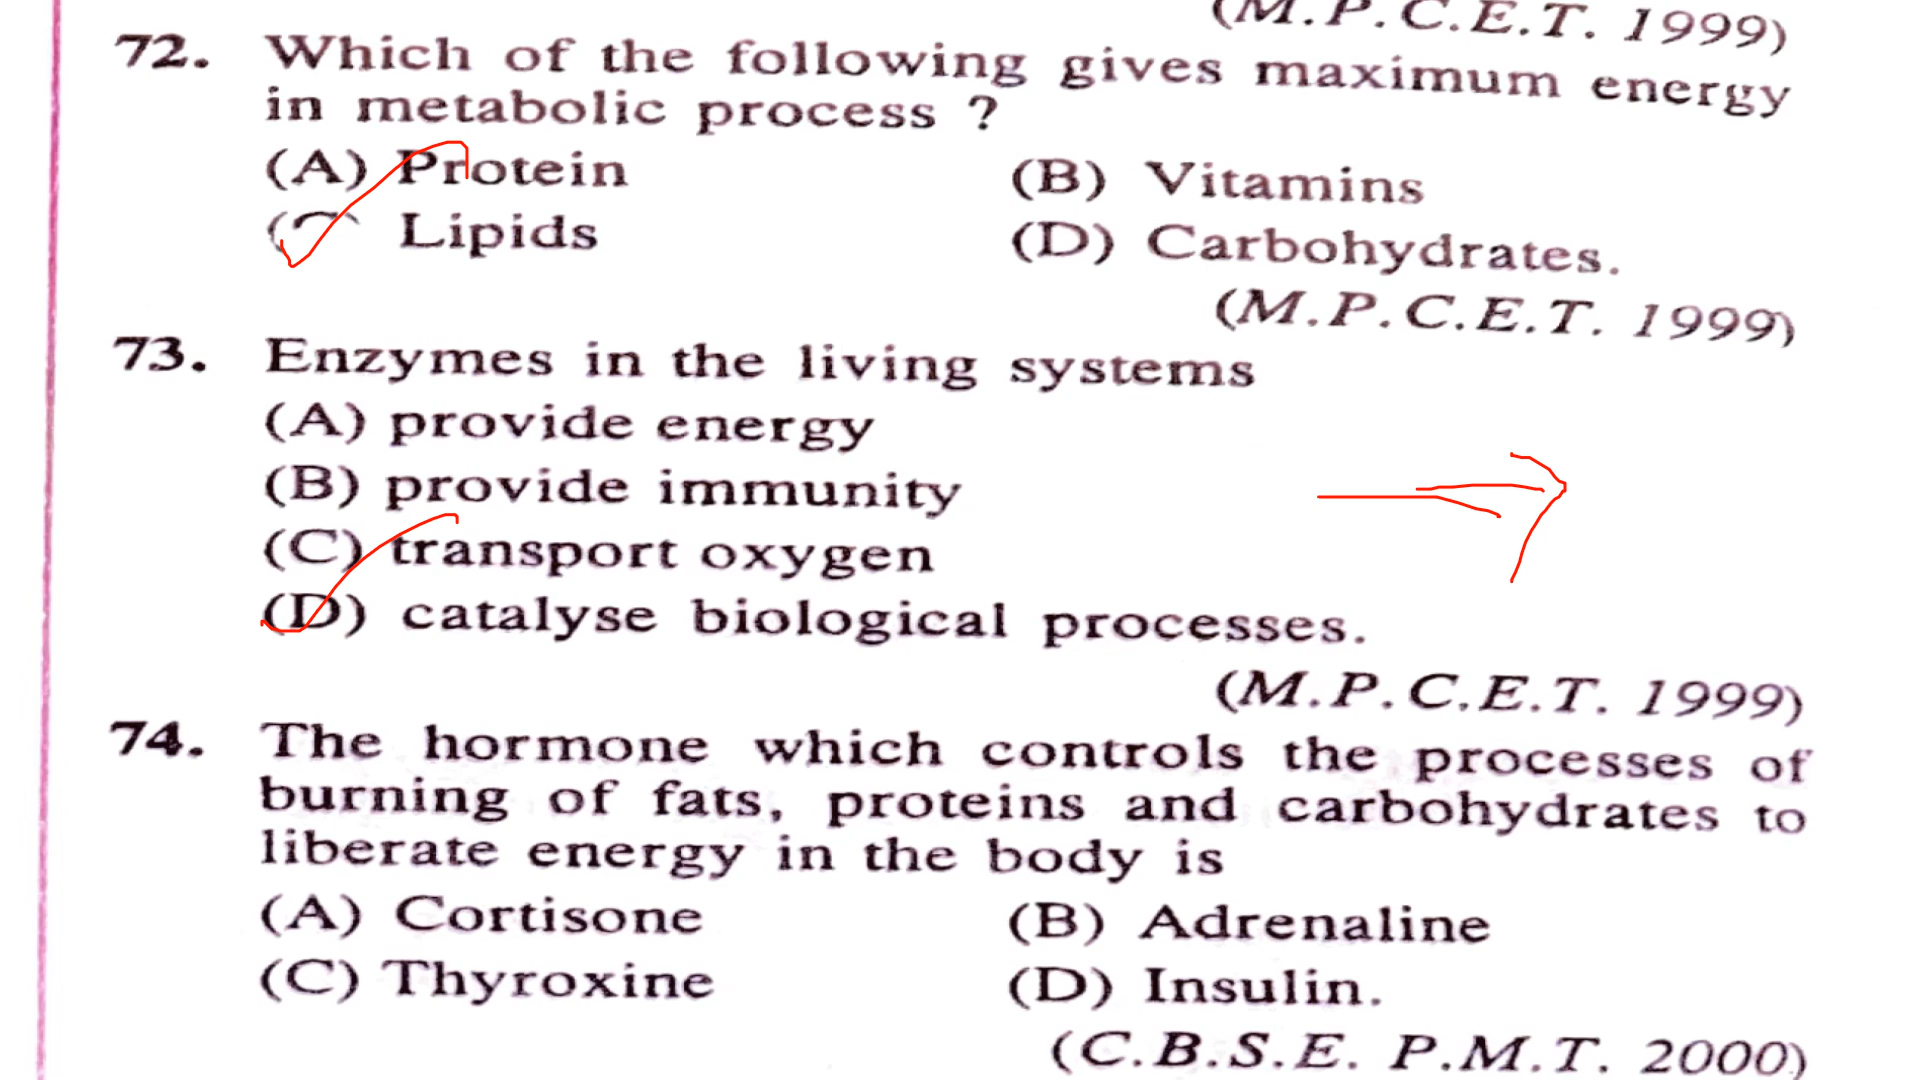 (M.P.C.E.T. 1999)
72. Which of the following gives maximum energy
in metabolic process ?
(A) Protein (B) Vitamins
(C) Lipids (D) Carbohydrates.
(M.P.C.E.T. 1999)
73. Enzymes in the living systems
(A) provide energy
(B) provide immunity
(C) transport oxygen
(D) catalyse biological processes.
(M.P.C.E.T. 1999)
74. The hormone which controls the processes of
burning of fats, proteins and carbohydrates to
liberate energy in the body is
(A) Cortisone (B) Adrenaline
(C) Thyroxine (D) Insulin.
(C.B.S.E. P.M.T. 2000)